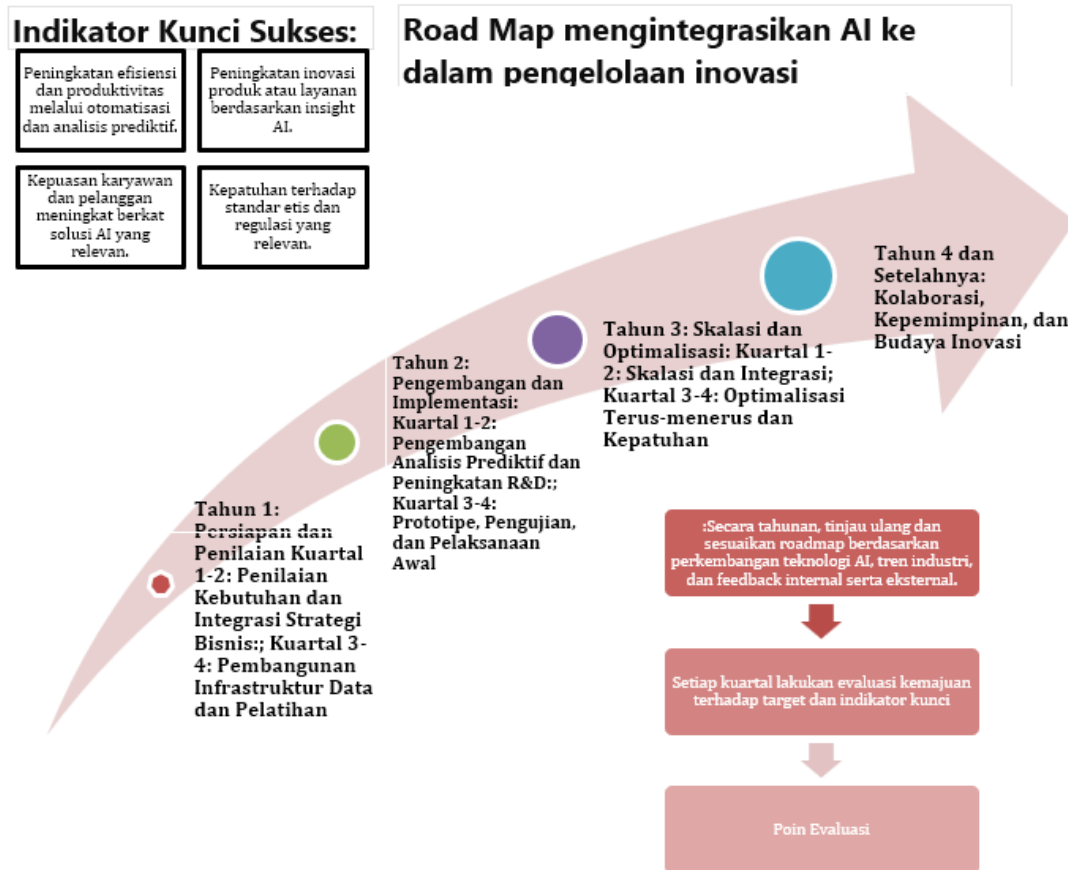 Indikator Kunci Sukses:
Peningkatan efisiensi
dan produktivitas
melalui otomatisasi
dan analisis prediktif.
Peningkatan inovasi
produk atau layanan
berdasarkan insight
AI.
Kepuasan karyawan
dan pelanggan
meningkat berkat
solusi AI yang
relevan.
Kepatuhan terhadap
standar etis dan
regulasi yang
relevan.
Road Map mengintegrasikan AI ke
dalam pengelolaan inovasi
Tahun 1:
Persiapan dan
Penilaian Kuartal
1-2: Penilaian
Kebutuhan dan
Integrasi Strategi
Bisnis:; Kuartal 3-
4: Pembangunan
Infrastruktur Data
dan Pelatihan
Tahun 2:
Pengembangan dan
Implementasi:
Kuartal 1-2:
Pengembangan
Analisis Prediktif dan
Peningkatan R&D:;
Kuartal 3-4:
Prototipe, Pengujian,
dan Pelaksanaan
Awal
Tahun 3: Skalasi dan
Optimalisasi: Kuartal 1-
2: Skalasi dan Integrasi;
Kuartal 3-4: Optimalisasi
Terus-menerus dan
Kepatuhan
Tahun 4 dan
Setelahnya:
Kolaborasi,
Kepemimpinan, dan
Budaya Inovasi
:Secara tahunan, tinjau ulang dan
sesuaikan roadmap berdasarkan
perkembangan teknologi AI, tren industri,
dan feedback internal serta eksternal.
Setiap kuartal lakukan evaluasi kemajuan
terhadap target dan indikator kunci
Poin Evaluasi